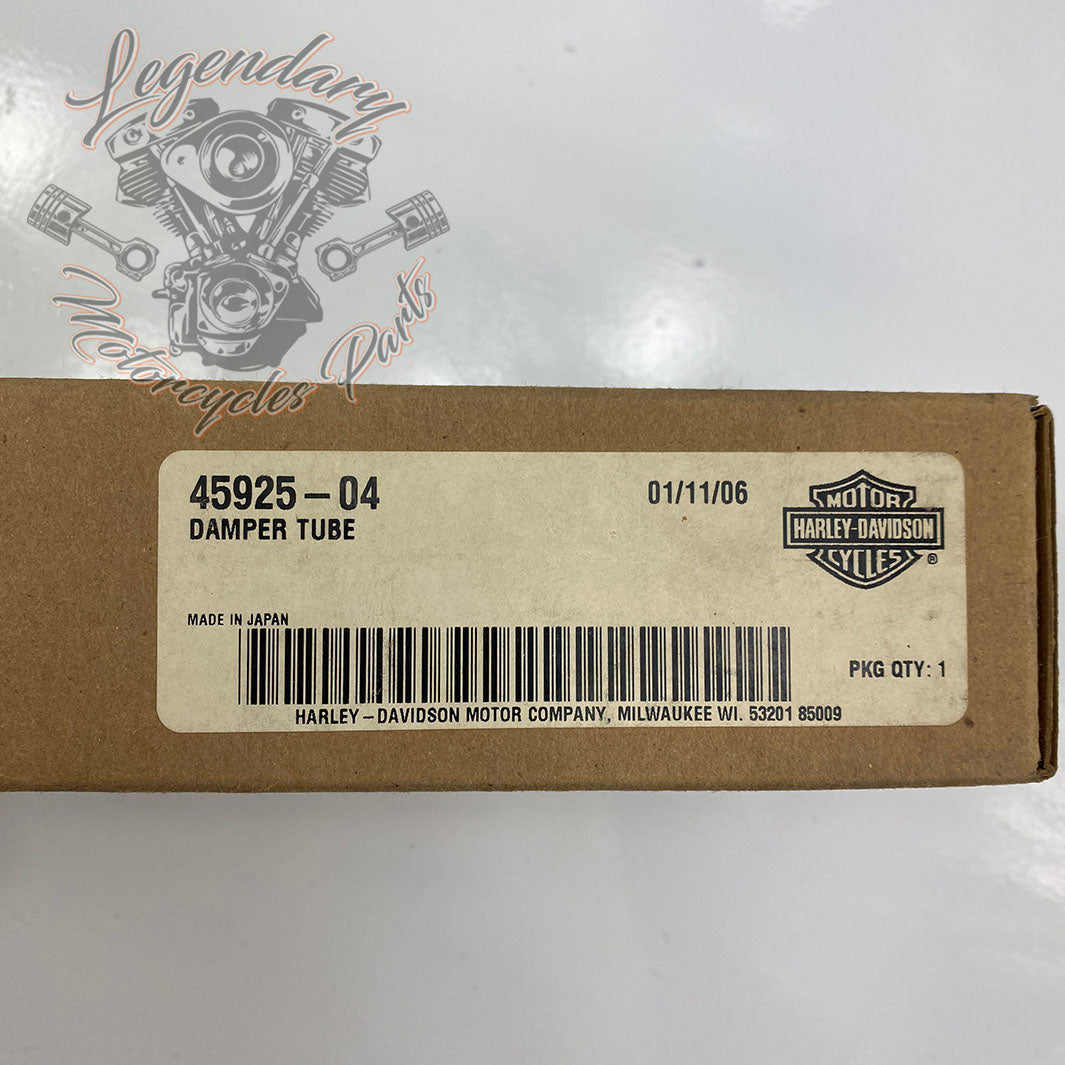 Legendary
Motorcycles Parts
45925-04
01/11/06
DAMPER TUBE
MOTOR
HARLEY-DAVIDSON
CYCLES
®
MADE IN JAPAN
PKG QTY: 1
HARLEY-DAVIDSON MOTOR COMPANY, MILWAUKEE WI. 53201 85009